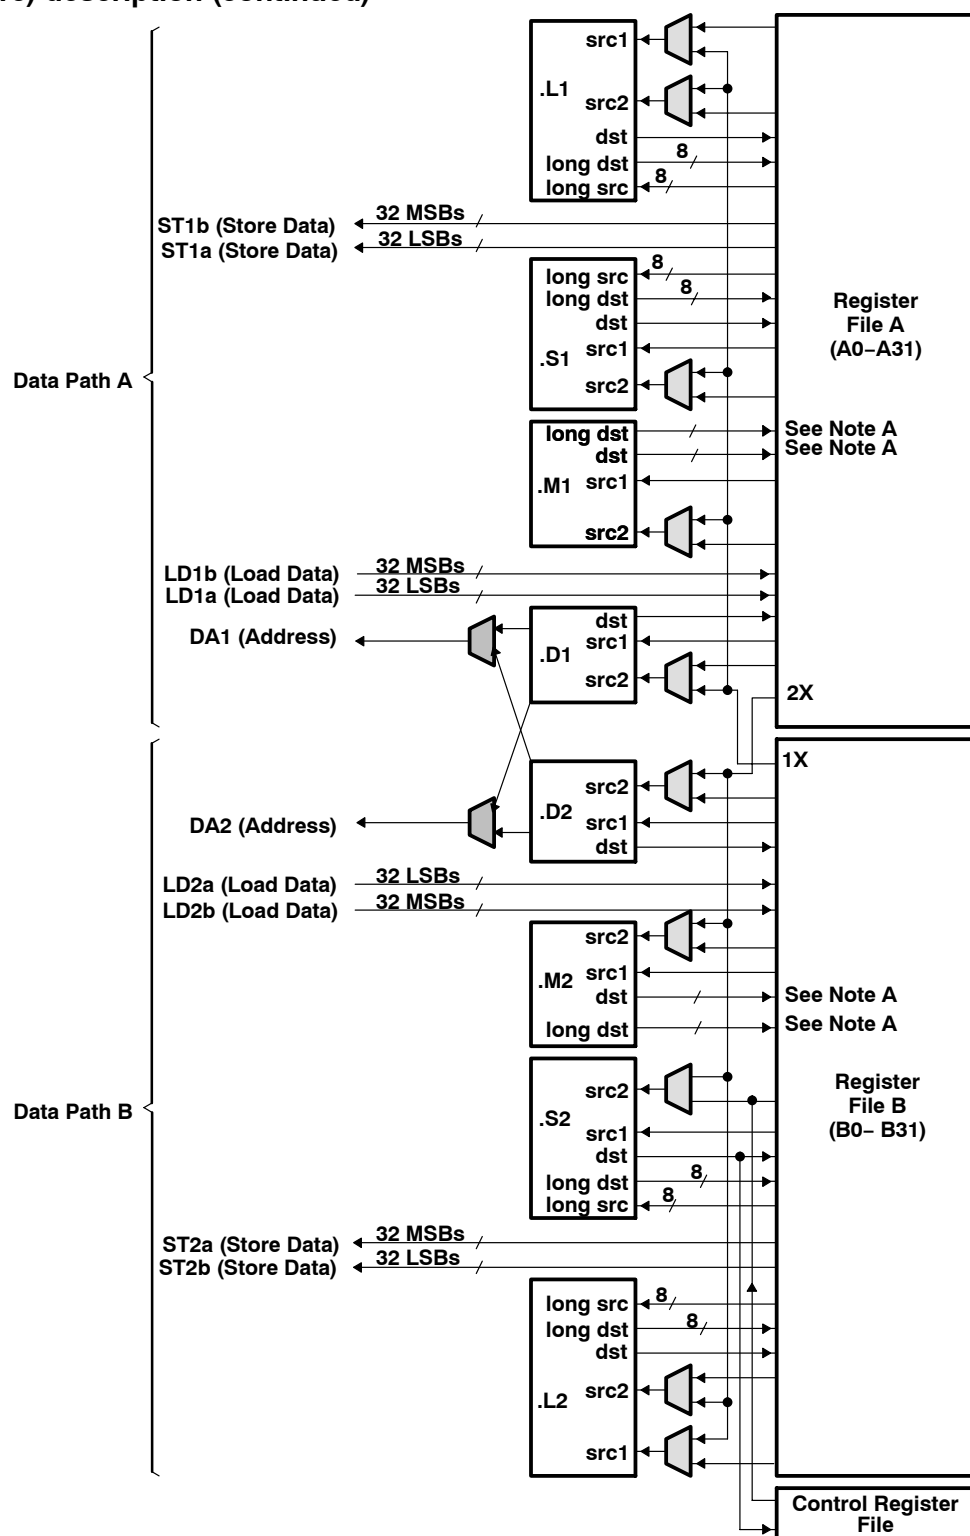 src1
.L1
src2
dst
long dst
8
long src
8
ST1b (Store Data)
32 MSBs
ST1a (Store Data)
32 LSBs
long src
8
long dst
8
dst
.S1
src1
src2
Register
File A
(A0–A31)
Data Path A
long dst
See Note A
dst
See Note A
.M1
src1
src2
LD1b (Load Data)
32 MSBs
LD1a (Load Data)
32 LSBs
DA1 (Address)
dst
src1
.D1
src2
2X
1X
src2
.D2
src1
dst
DA2 (Address)
LD2a (Load Data)
32 LSBs
LD2b (Load Data)
32 MSBs
src2
src1
.M2
dst
See Note A
long dst
See Note A
src2
.S2
src1
dst
long dst
8
long src
8
Register
File B
(B0– B31)
Data Path B
ST2a (Store Data)
32 MSBs
ST2b (Store Data)
32 LSBs
long src
8
long dst
8
dst
src2
.L2
src1
Control Register
File